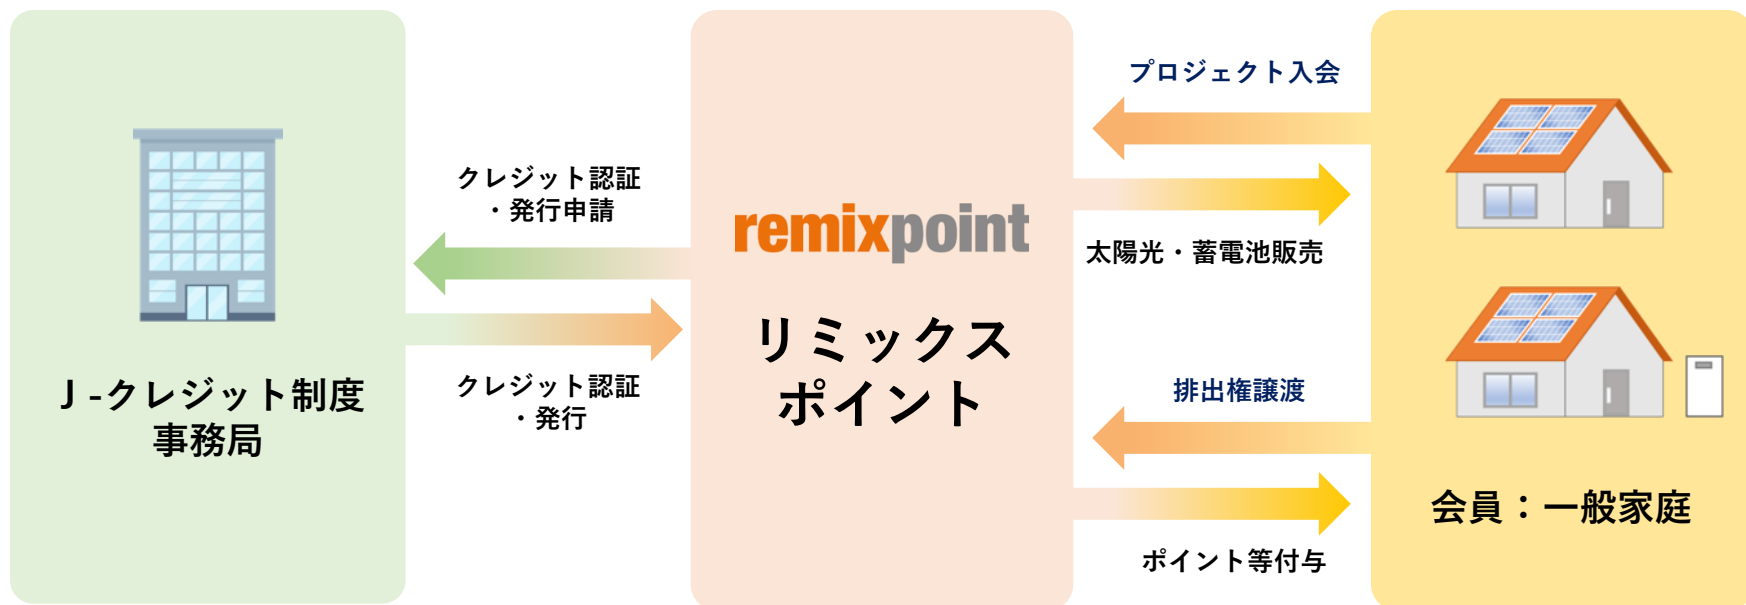 J-クレジット制度
事務局
クレジット認証
・発行申請
クレジット認証
・発行
remixpoint
リミックス
ポイント
プロジェクト入会
太陽光・蓄電池販売
排出権譲渡
ポイント等付与
会員：一般家庭